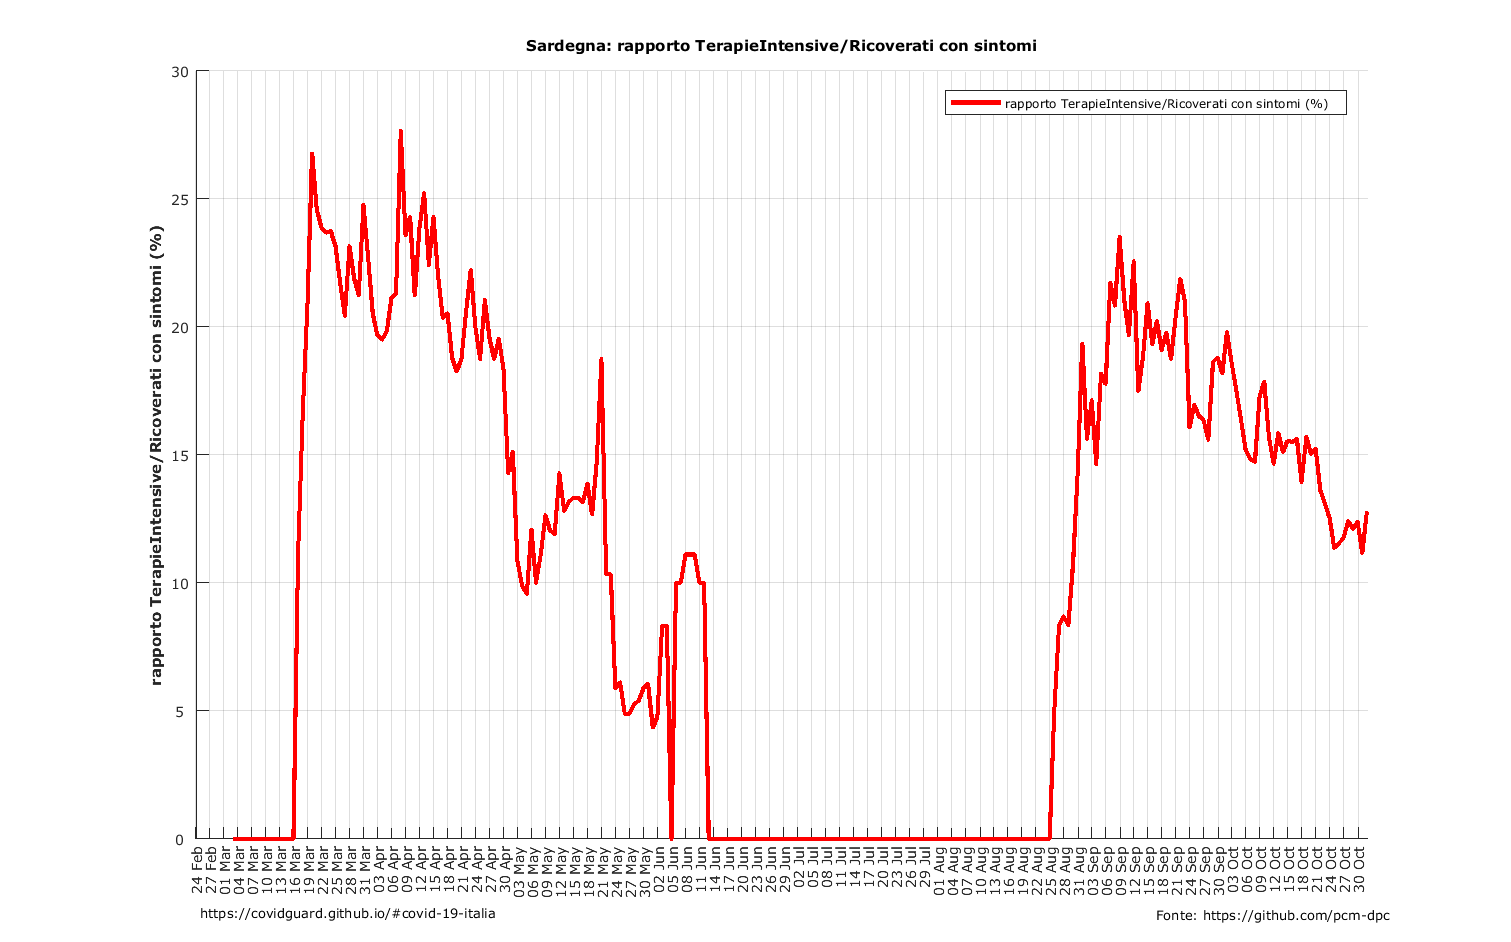 Sardegna: rapporto TerapieIntensive/Ricoverati con sintomi
rapporto TerapieIntensive/Ricoverati con sintomi (%)
rapporto TerapieIntensive/Ricoverati con sintomi (%)
30
25
20
15
10
5
0
24 Feb
27 Feb
01 Mar
04 Mar
07 Mar
10 Mar
13 Mar
16 Mar
19 Mar
22 Mar
25 Mar
28 Mar
31 Mar
03 Apr
06 Apr
09 Apr
12 Apr
15 Apr
18 Apr
21 Apr
24 Apr
27 Apr
30 Apr
03 May
06 May
09 May
12 May
15 May
18 May
21 May
24 May
27 May
30 May
02 Jun
05 Jun
08 Jun
11 Jun
14 Jun
17 Jun
20 Jun
23 Jun
26 Jun
29 Jun
02 Jul
05 Jul
08 Jul
11 Jul
14 Jul
17 Jul
20 Jul
23 Jul
26 Jul
29 Jul
01 Aug
04 Aug
07 Aug
10 Aug
13 Aug
16 Aug
19 Aug
22 Aug
25 Aug
28 Aug
31 Aug
03 Sep
06 Sep
09 Sep
12 Sep
15 Sep
18 Sep
21 Sep
24 Sep
27 Sep
30 Sep
03 Oct
06 Oct
09 Oct
12 Oct
15 Oct
18 Oct
21 Oct
24 Oct
27 Oct
30 Oct
https://covidguard.github.io/#covid-19-italia
Fonte: https://github.com/pcm-dpc